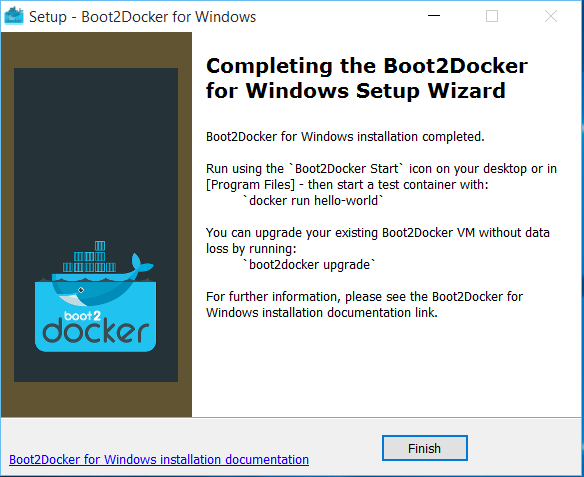 Setup - Boot2Docker for Windows
Completing the Boot2Docker
for Windows Setup Wizard
Boot2Docker for Windows installation completed.
Run using the `Boot2Docker Start` icon on your desktop or in
[Program Files] - then start a test container with:
`docker run hello-world`
You can upgrade your existing Boot2Docker VM without data
loss by running:
`boot2docker upgrade`
For further information, please see the Boot2Docker for
Windows installation documentation link.
boot2
docker
Boot2Docker for Windows installation documentation
Finish